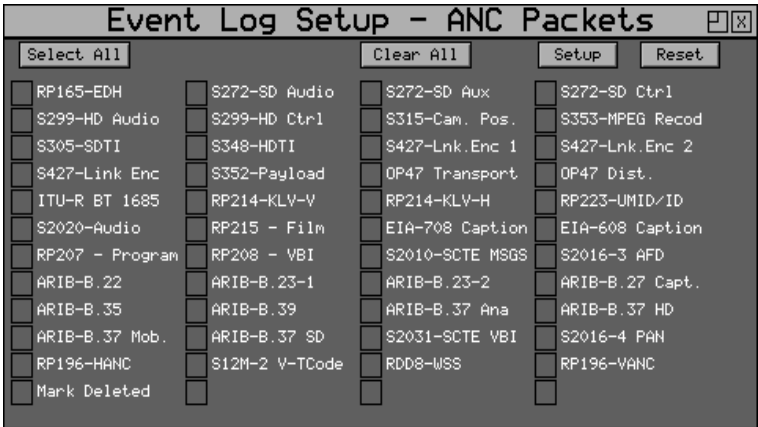 Event Log Setup - ANC Packets
Select All Clear All Setup Reset
RP165-EDH S272-SD Audio S272-SD Aux S272-SD Ctrl
S299-HD Audio S299-HD Ctrl S315-Cam. Pos. S353-MPEG Recod
S305-SDTI S348-HDTI S427-Lnk.Enc 1 S427-Lnk.Enc 2
S427-Link Enc S352-Payload OP47 Transport OP47 Dist.
ITU-R BT 1685 RP214-KLV-V RP214-KLV-H RP223-UMID/ID
S2020-Audio RP215 - Film EIA-708 Caption EIA-608 Caption
RP207 - Program RP208 - VBI S2010-SCTE MSGS S2016-3 AFD
ARIB-B.22 ARIB-B.23-1 ARIB-B.23-2 ARIB-B.27 Capt.
ARIB-B.35 ARIB-B.39 ARIB-B.37 Ana ARIB-B.37 HD
ARIB-B.37 Mob. ARIB-B.37 SD S2031-SCTE VBI S2016-4 PAN
RP196-HANC S12M-2 V-TCode RDD8-WSS RP196-VANC
Mark Deleted